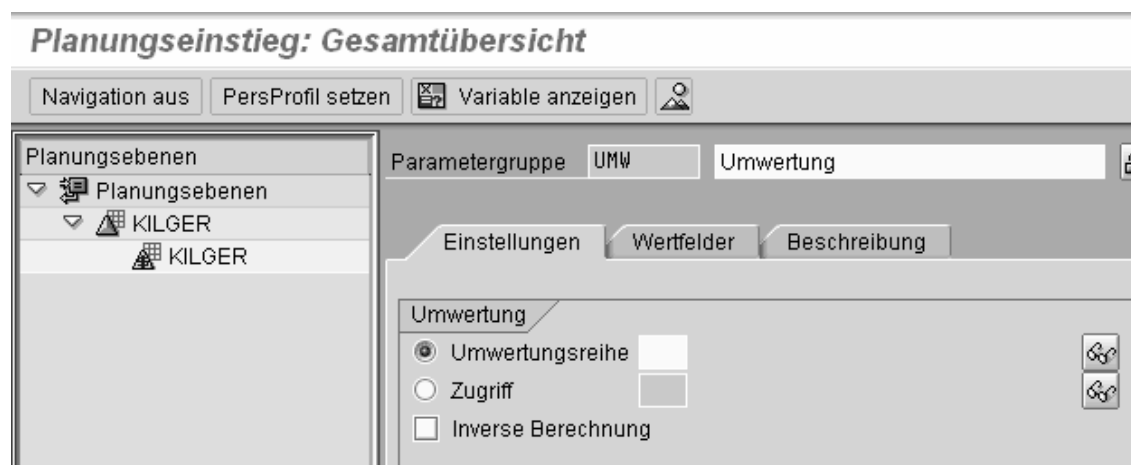 Planungseinstieg: Gesamtübersicht
Navigation aus PersProfil setzen Variable anzeigen
Planungsebenen
Planungsebenen
KILGER
KILGER
Parametergruppe UMW Umwertung
Einstellungen Wertfelder Beschreibung
Umwertung
Umwertungsreihe
Zugriff
Inverse Berechnung